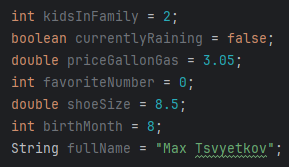 int kidsInFamily = 2;
boolean currentlyRaining = false;
double priceGallonGas = 3.05;
int favoriteNumber = 0;
double shoeSize = 8.5;
int birthMonth = 8;
String fullName = "Max Tsvyetkov";